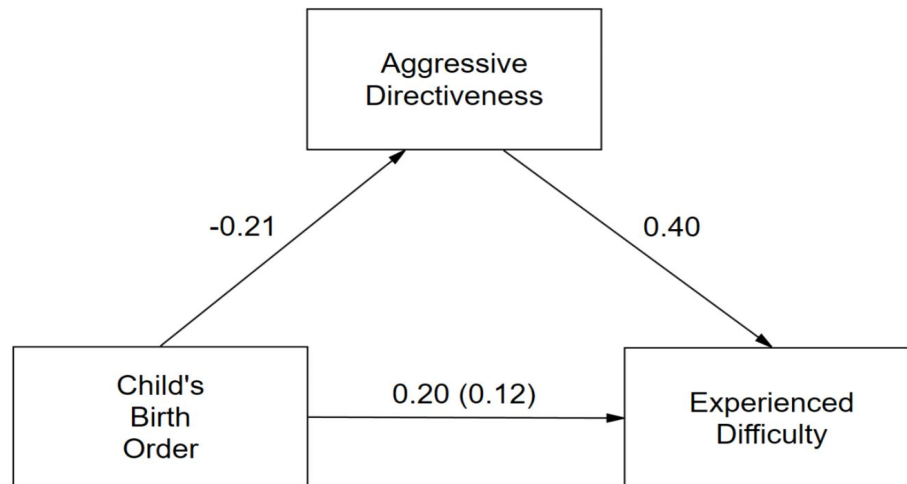 Aggressive
Directiveness
-0.21
0.40
Child's
Birth
Order
0.20 (0.12)
Experienced
Difficulty